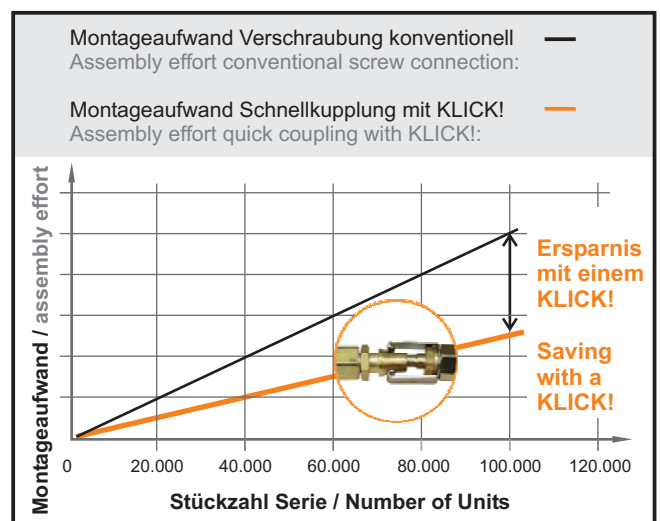 Montageaufwand Verschraubung konventionell
Assembly effort conventional screw connection:
Montageaufwand Schnellkupplung mit KLICK!
Assembly effort quick coupling with KLICK!:
Montageaufwand / assembly effort
Ersparnis
mit einem
KLICK!
Saving
with a
KLICK!
0 20.000 40.000 60.000 80.000 100.000 120.000
Stückzahl Serie / Number of Units